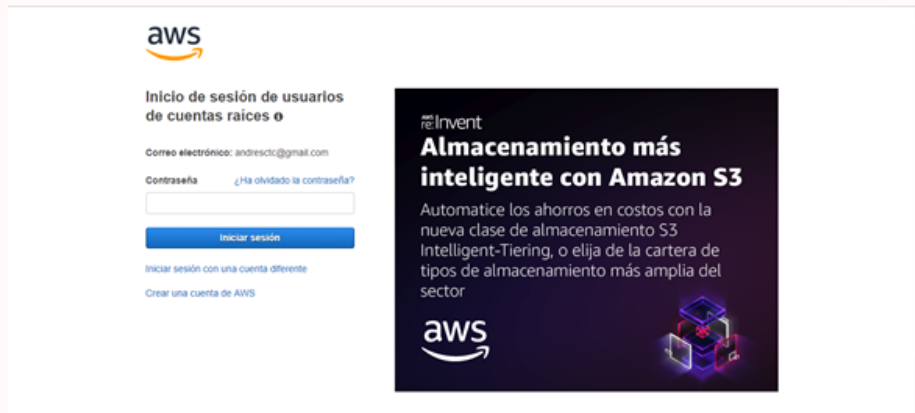 aws
Inicio de sesión de usuarios
de cuentas raíces
Correo electrónico: andresctc@gmail.com
Contraseña ¿Ha olvidado la contraseña?
Iniciar sesión
Iniciar sesión con una cuenta diferente
Crear una cuenta de AWS
AWS
re:Invent
Almacenamiento más
inteligente con Amazon S3
Automatice los ahorros en costos con la
nueva clase de almacenamiento S3
Intelligent-Tiering, o elija de la cartera de
tipos de almacenamiento más amplia del
sector
aws